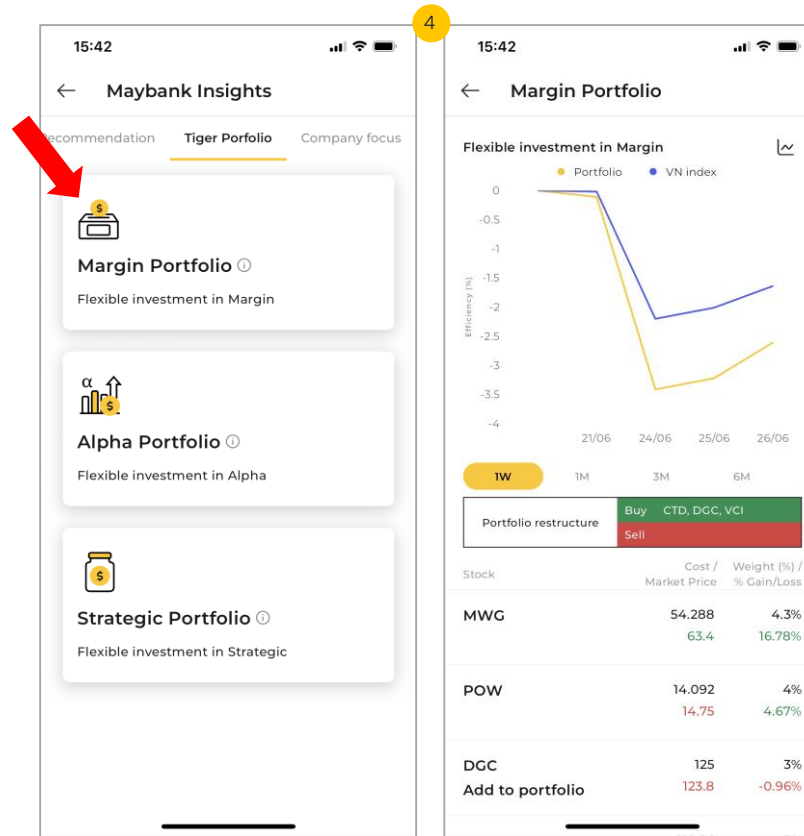 4
15:42
Maybank Insights
Recommendation Tiger Porfolio Company focus
$
Margin Portfolio
Flexible investment in Margin
α
$
Alpha Portfolio
Flexible investment in Alpha
$
Strategic Portfolio
Flexible investment in Strategic
15:42
Margin Portfolio
Flexible investment in Margin
Portfolio VN index
Efficiency (%)
0
-0.5
-1
-1.5
-2
-2.5
-3
-3.5
-4
21/06 24/06 25/06 26/06
1W 1M 3M 6M
Portfolio restructure
Buy CTD, DGC, VCI
Sell
Stock Cost / Market Price Weight (%) / % Gain/Loss
MWG 54.288 4.3%
63.4 16.78%
POW 14.092 4%
14.75 4.67%
DGC 125 3%
Add to portfolio 123.8 -0.96%